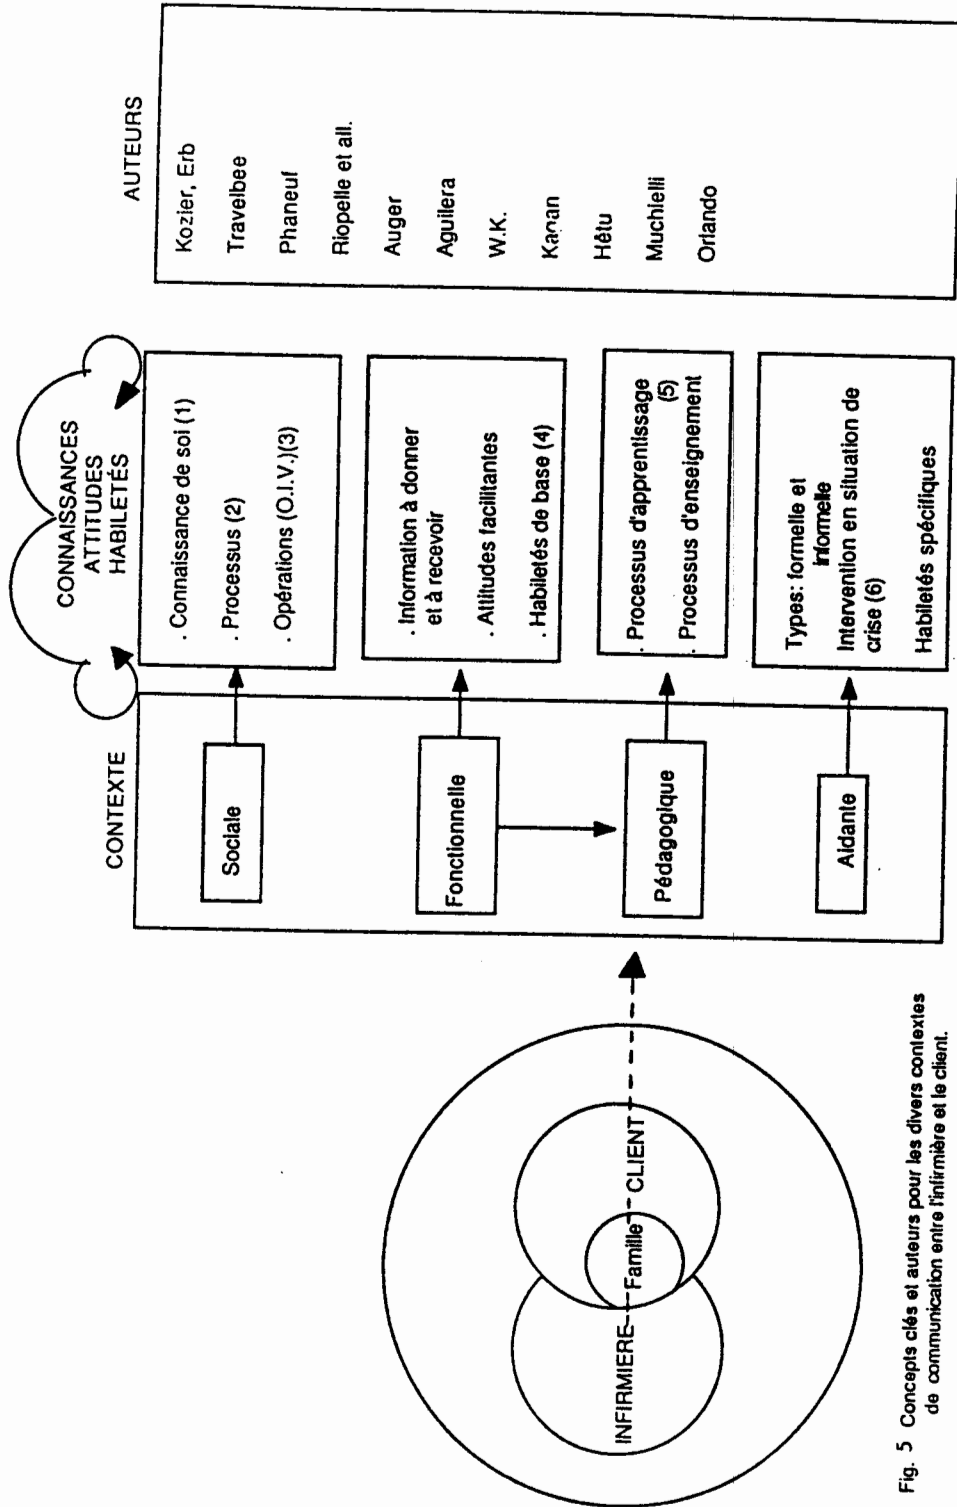 CONNAISSANCES
ATTITUDES
HABILETÉS
CONTEXTE
AUTEURS
Sociale
. Connaissance de soi (1)
. Processus (2)
. Opérations (O.I.V.)(3)
Fonctionnelle
. Information à donner
et à recevoir
. Attitudes facilitantes
. Habiletés de base (4)
Pédagogique
. Processus d'apprentissage
(5)
. Processus d'enseignement
Aidante
Types: formelle et
informelle
Intervention en situation de
crise (6)
Habiletés spécifiques
Kozier, Erb
Travelbee
Phaneuf
Riopelle et all.
Auger
Aguilera
W.K.
Kagan
Hétu
Muchielli
Orlando
INFIRMIERE
Famille
CLIENT
Fig. 5 Concepts clés et auteurs pour les divers contextes
de communication entre l'infirmière et le client.